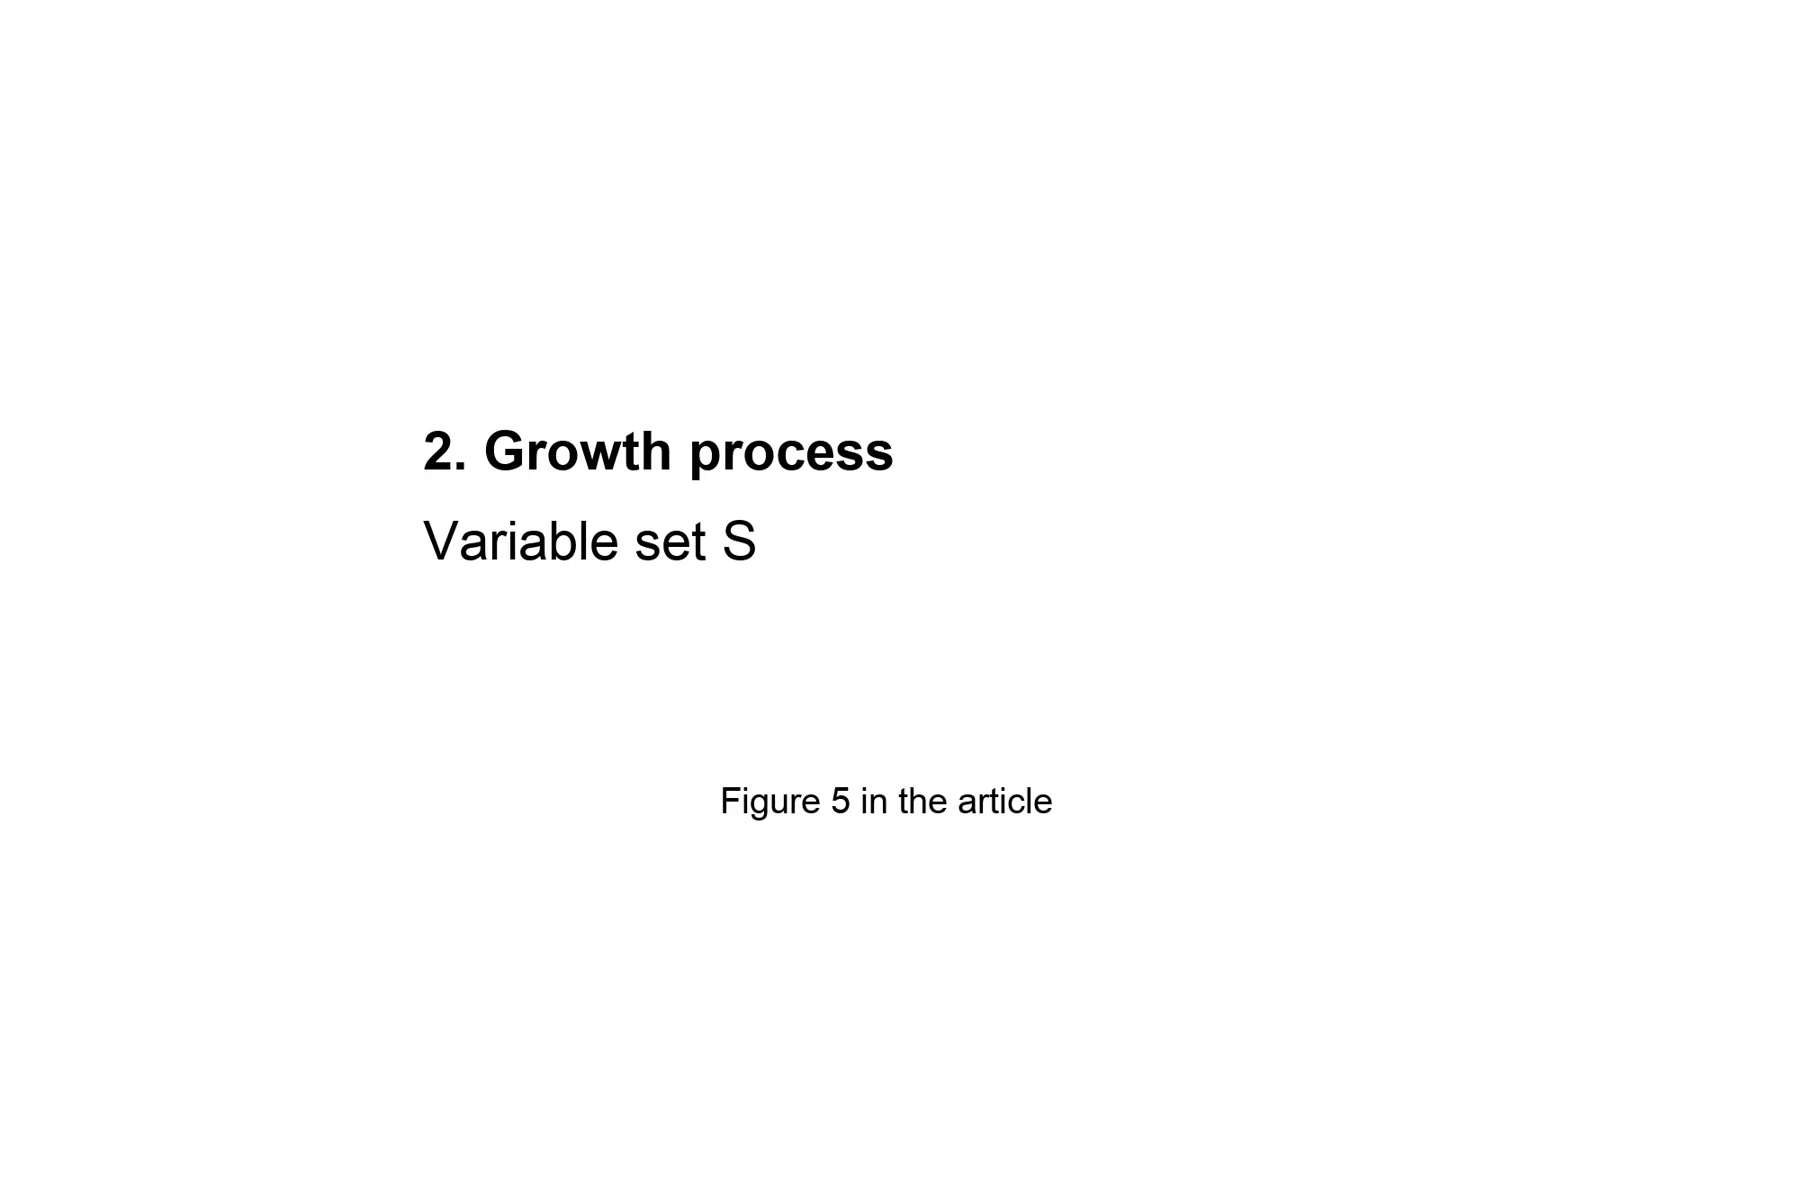 2. Growth process
Variable set S
Figure 5 in the article